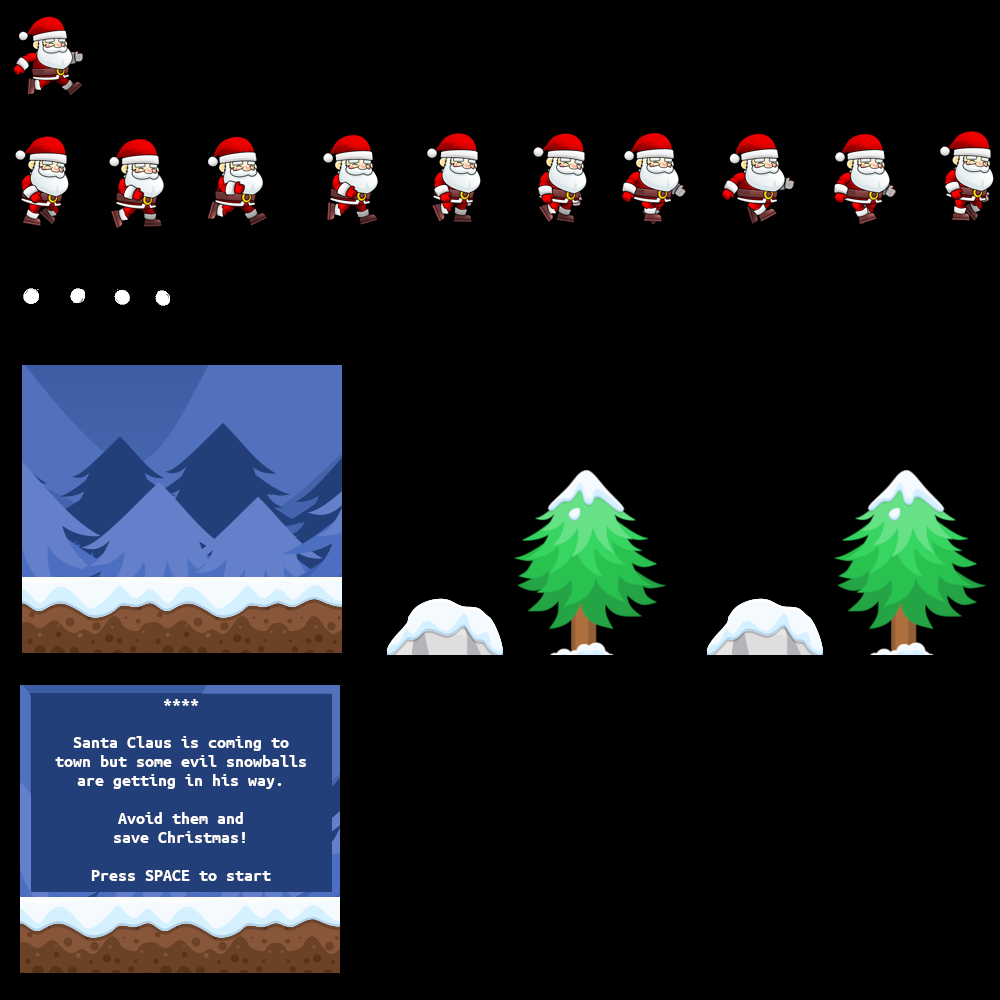 ****
Santa Claus is coming to
town but some evil snowballs
are getting in his way.
Avoid them and
save Christmas!
Press SPACE to start